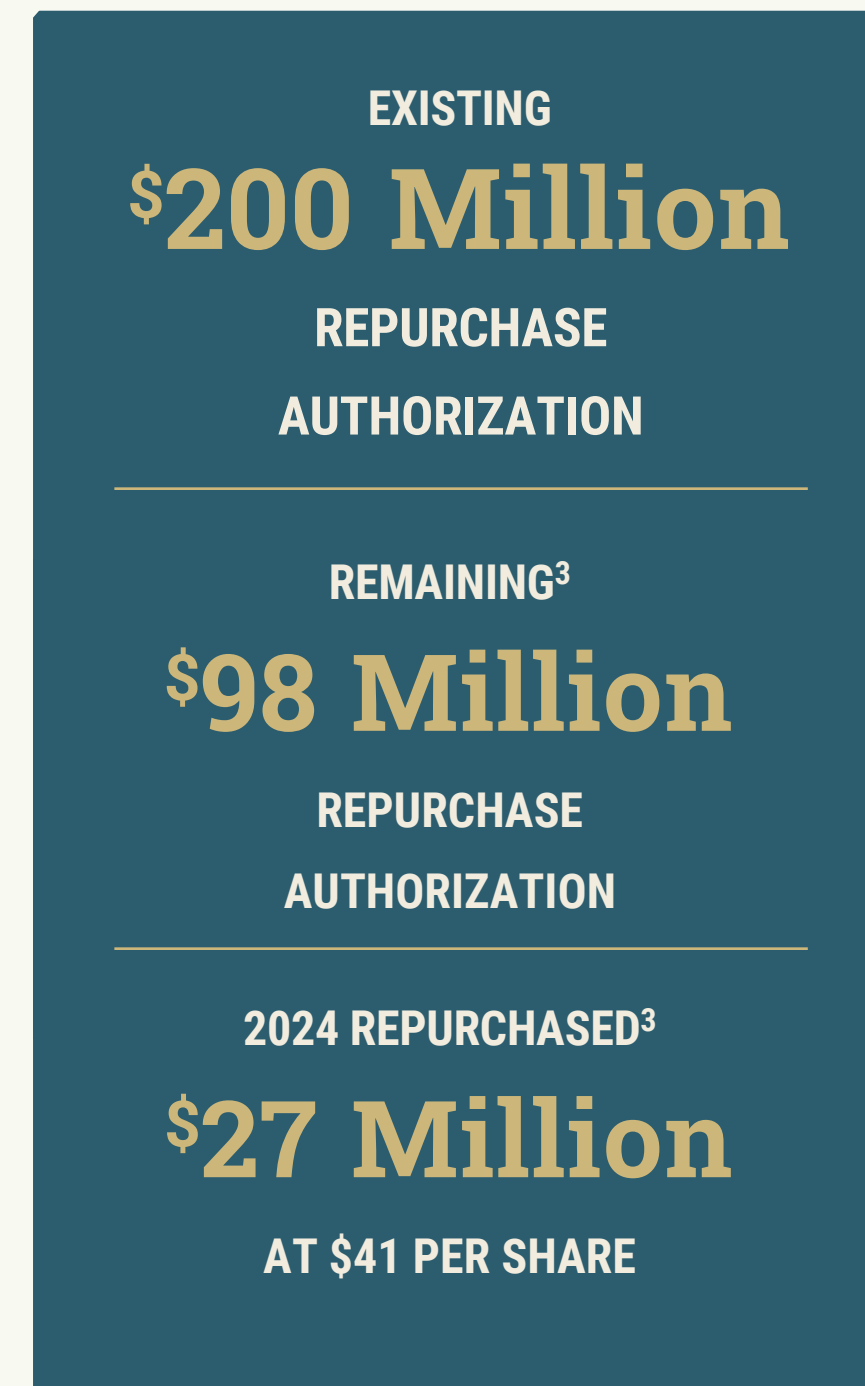 EXISTING
$200 Million
REPURCHASE
AUTHORIZATION
REMAINING³
$98 Million
REPURCHASE
AUTHORIZATION
2024 REPURCHASED³
$27 Million
AT $41 PER SHARE